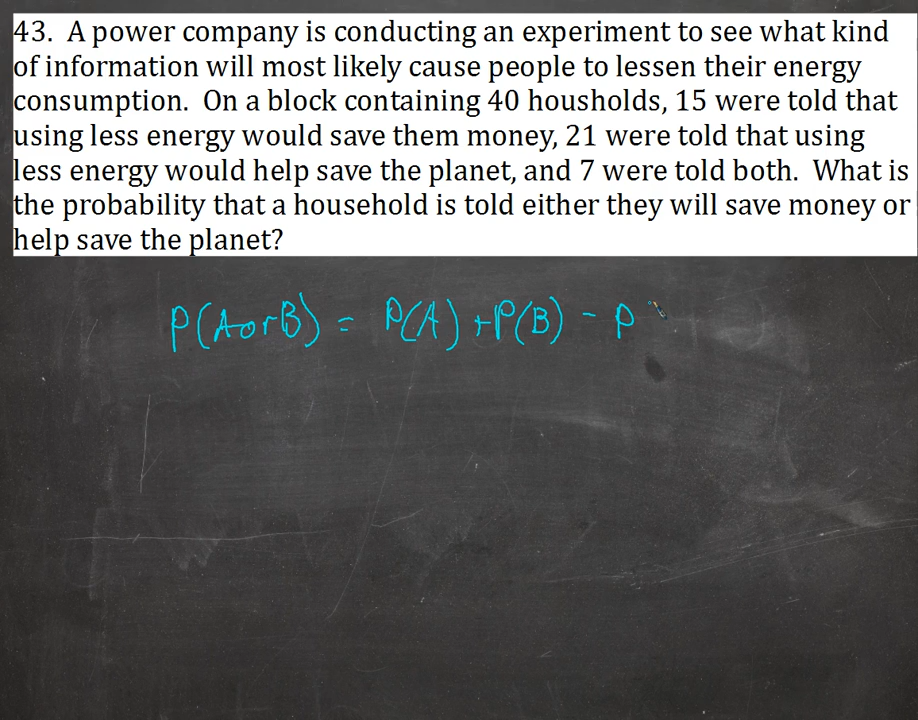 43. A power company is conducting an experiment to see what kind
of information will most likely cause people to lessen their energy
consumption. On a block containing 40 housholds, 15 were told that
using less energy would save them money, 21 were told that using
less energy would help save the planet, and 7 were told both. What is
the probability that a household is told either they will save money or
help save the planet?
P(A or B) = P(A) + P(B) - P